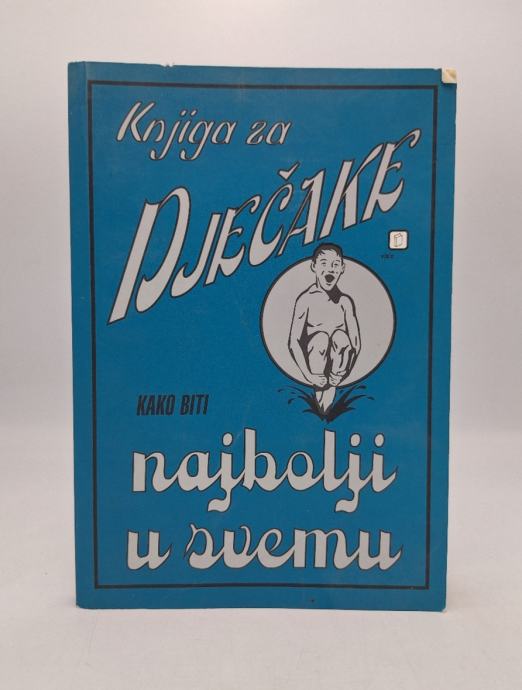 Knjiga za
DJEČAKE
KAKO BITI
najbolji
u svemu